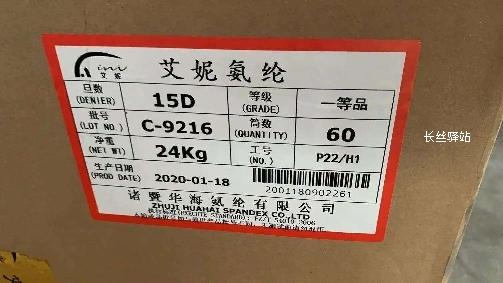 艾妮
艾妮氨纶
旦数 15D 等级 一等品
(DENIER) (GRADE)
批号 C-9216 筒数 60
(LOT NO.) (QUANTITY)
净重 24Kg 工号 P22/H1
(NET WT) (NO.)
生产日期 2020-01-18
(PROD DATE) 2001180902261
诸暨华海氨纶有限公司
ZHUJI HUAHAI SPANDEX CO.,LTD
长丝驿站